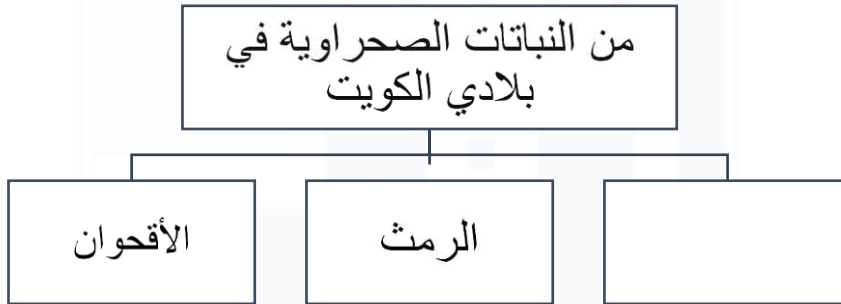 من النباتات الصحراوية في
بلادي الكويت
الرمث
الأقحوان